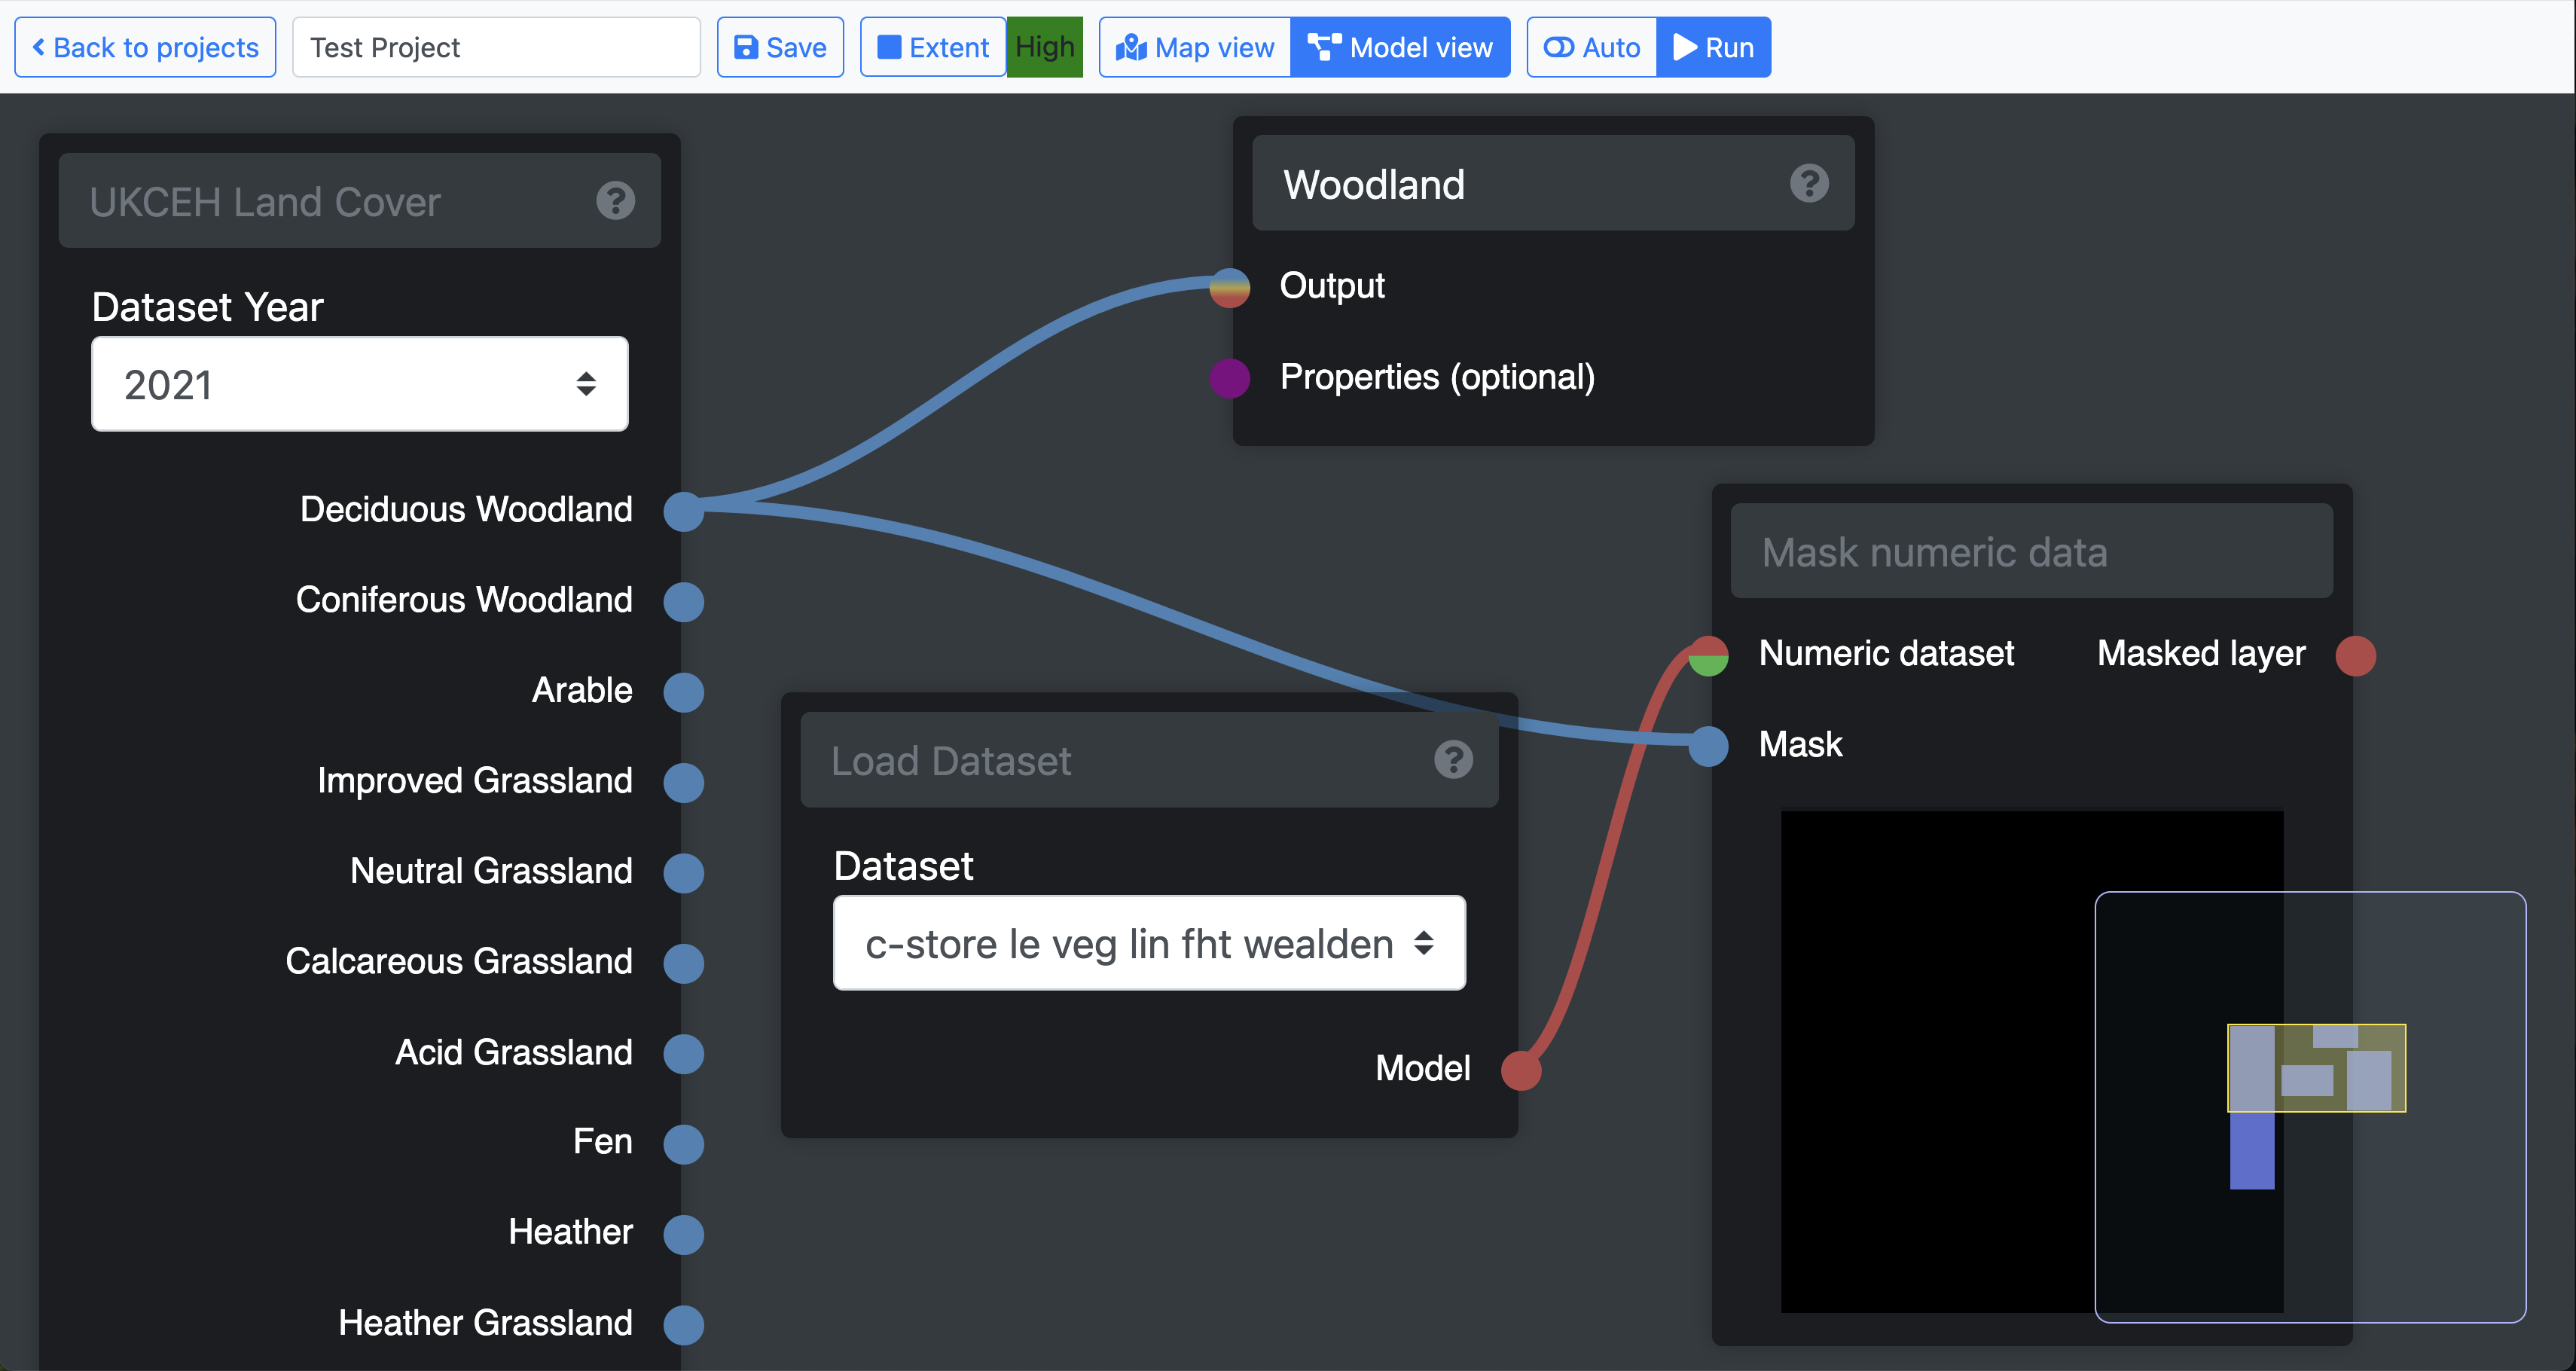 Back to projects
Test Project
Save
Extent
High
Map view
Model view
Auto
Run
UKCEH Land Cover
?
Dataset Year
2021
Deciduous Woodland
Coniferous Woodland
Arable
Improved Grassland
Neutral Grassland
Calcareous Grassland
Acid Grassland
Fen
Heather
Heather Grassland
Woodland
?
Output
Properties (optional)
Load Dataset
?
Dataset
c-store le veg lin fht wealden
Model
Mask numeric data
Numeric dataset
Masked layer
Mask